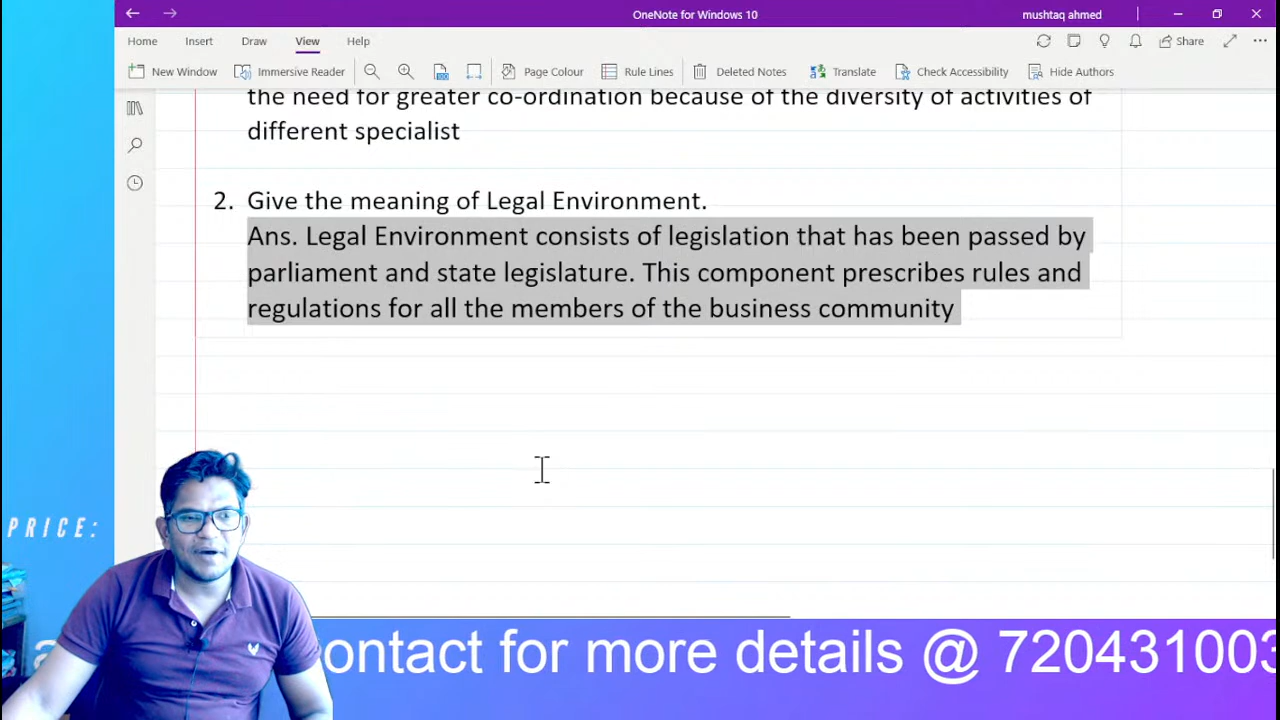 OneNote for Windows 10
mushtaq ahmed
Home Insert Draw View Help
Share
New Window Immersive Reader Page Colour Rule Lines Deleted Notes Translate Check Accessibility Hide Authors
the need for greater co-ordination because of the diversity of activities of
different specialist
2. Give the meaning of Legal Environment.
Ans. Legal Environment consists of legislation that has been passed by
parliament and state legislature. This component prescribes rules and
regulations for all the members of the business community
PRICE:
contact for more details @ 720431003